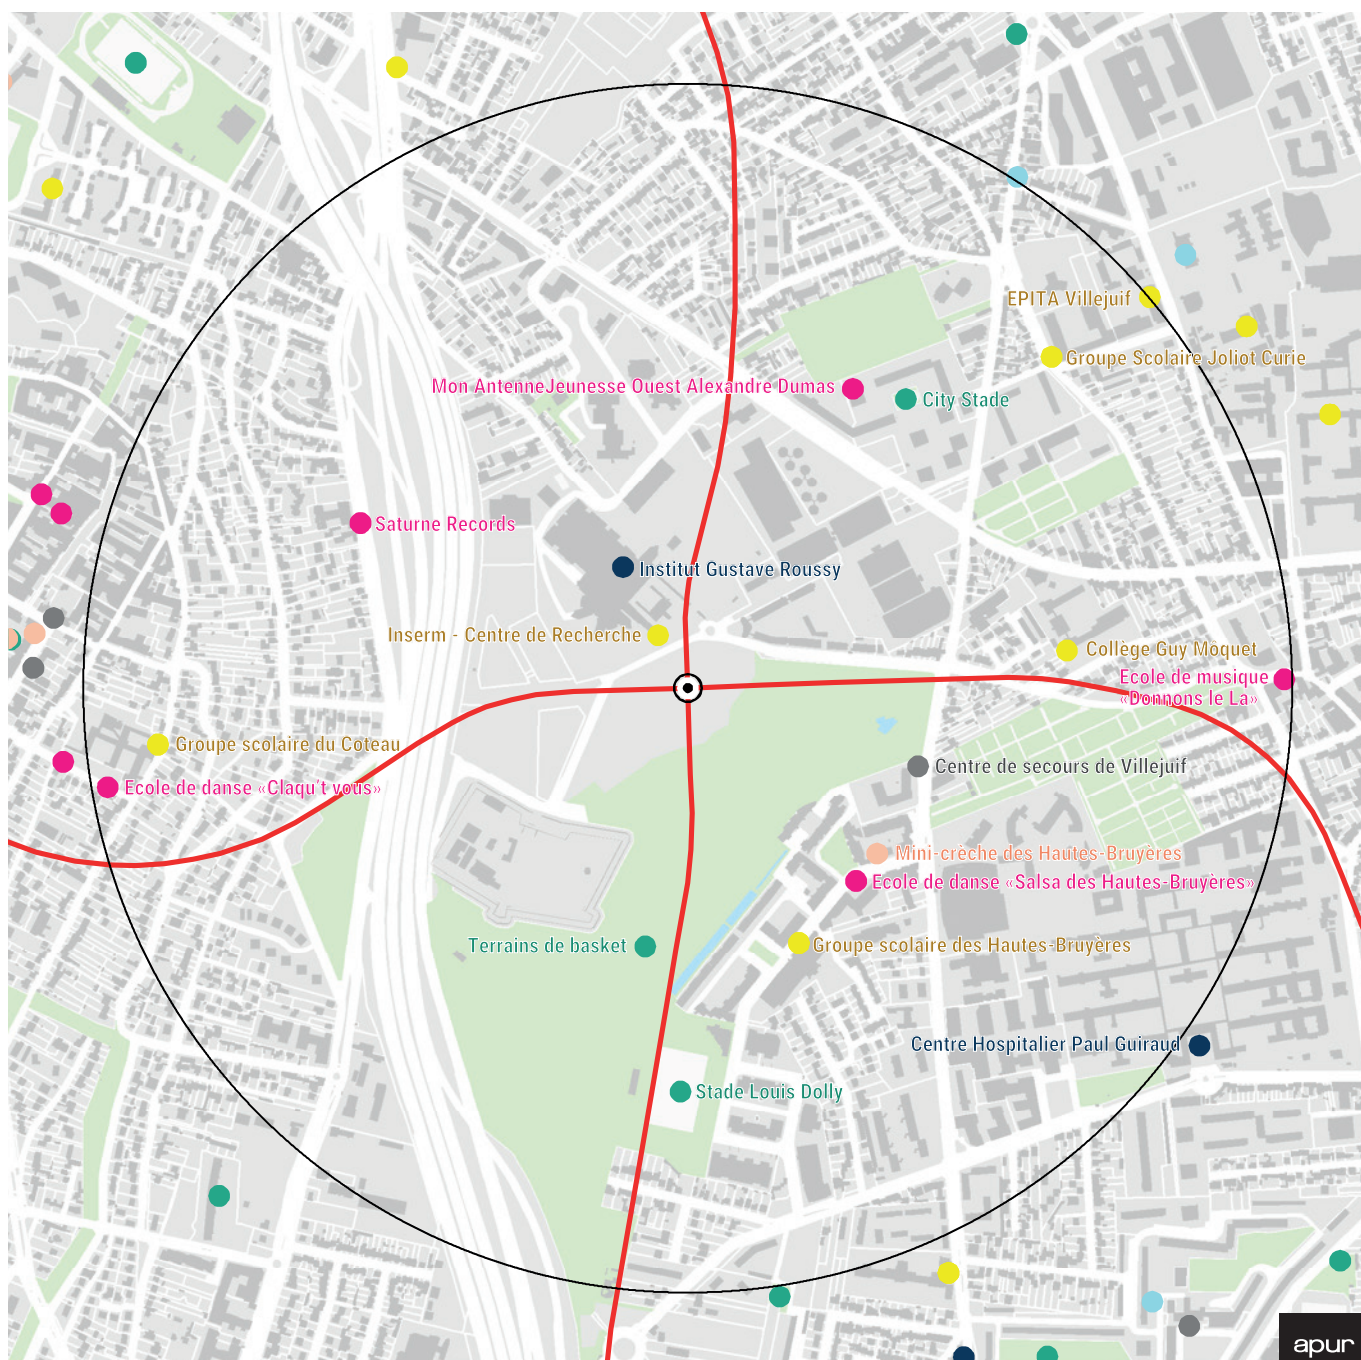 EPITA Villejuif
Groupe Scolaire Joliot Curie
Mon AntenneJeunesse Ouest Alexandre Dumas
City Stade
Saturne Records
Institut Gustave Roussy
Inserm - Centre de Recherche
Collège Guy Môquet
Ecole de musique
«Donnons le La»
Groupe scolaire du Coteau
Centre de secours de Villejuif
Ecole de danse «Claqu't vous»
Mini-crèche des Hautes-Bruyères
Ecole de danse «Salsa des Hautes-Bruyères»
Terrains de basket
Groupe scolaire des Hautes-Bruyères
Centre Hospitalier Paul Guiraud
Stade Louis Dolly
apur